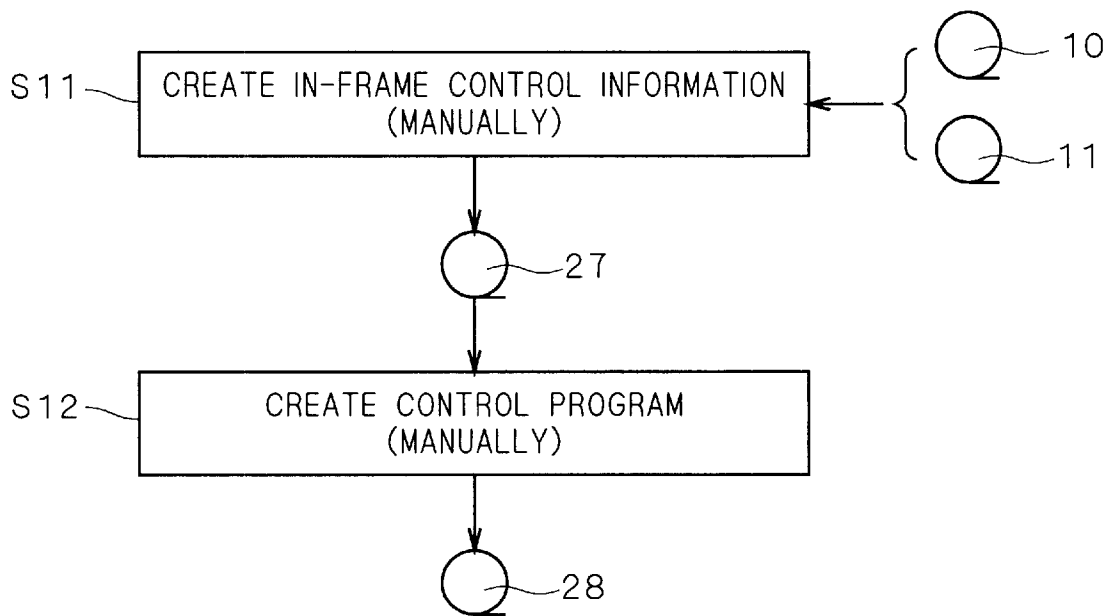 10
S11
CREATE IN-FRAME CONTROL INFORMATION
(MANUALLY)
11
27
S12
CREATE CONTROL PROGRAM
(MANUALLY)
28